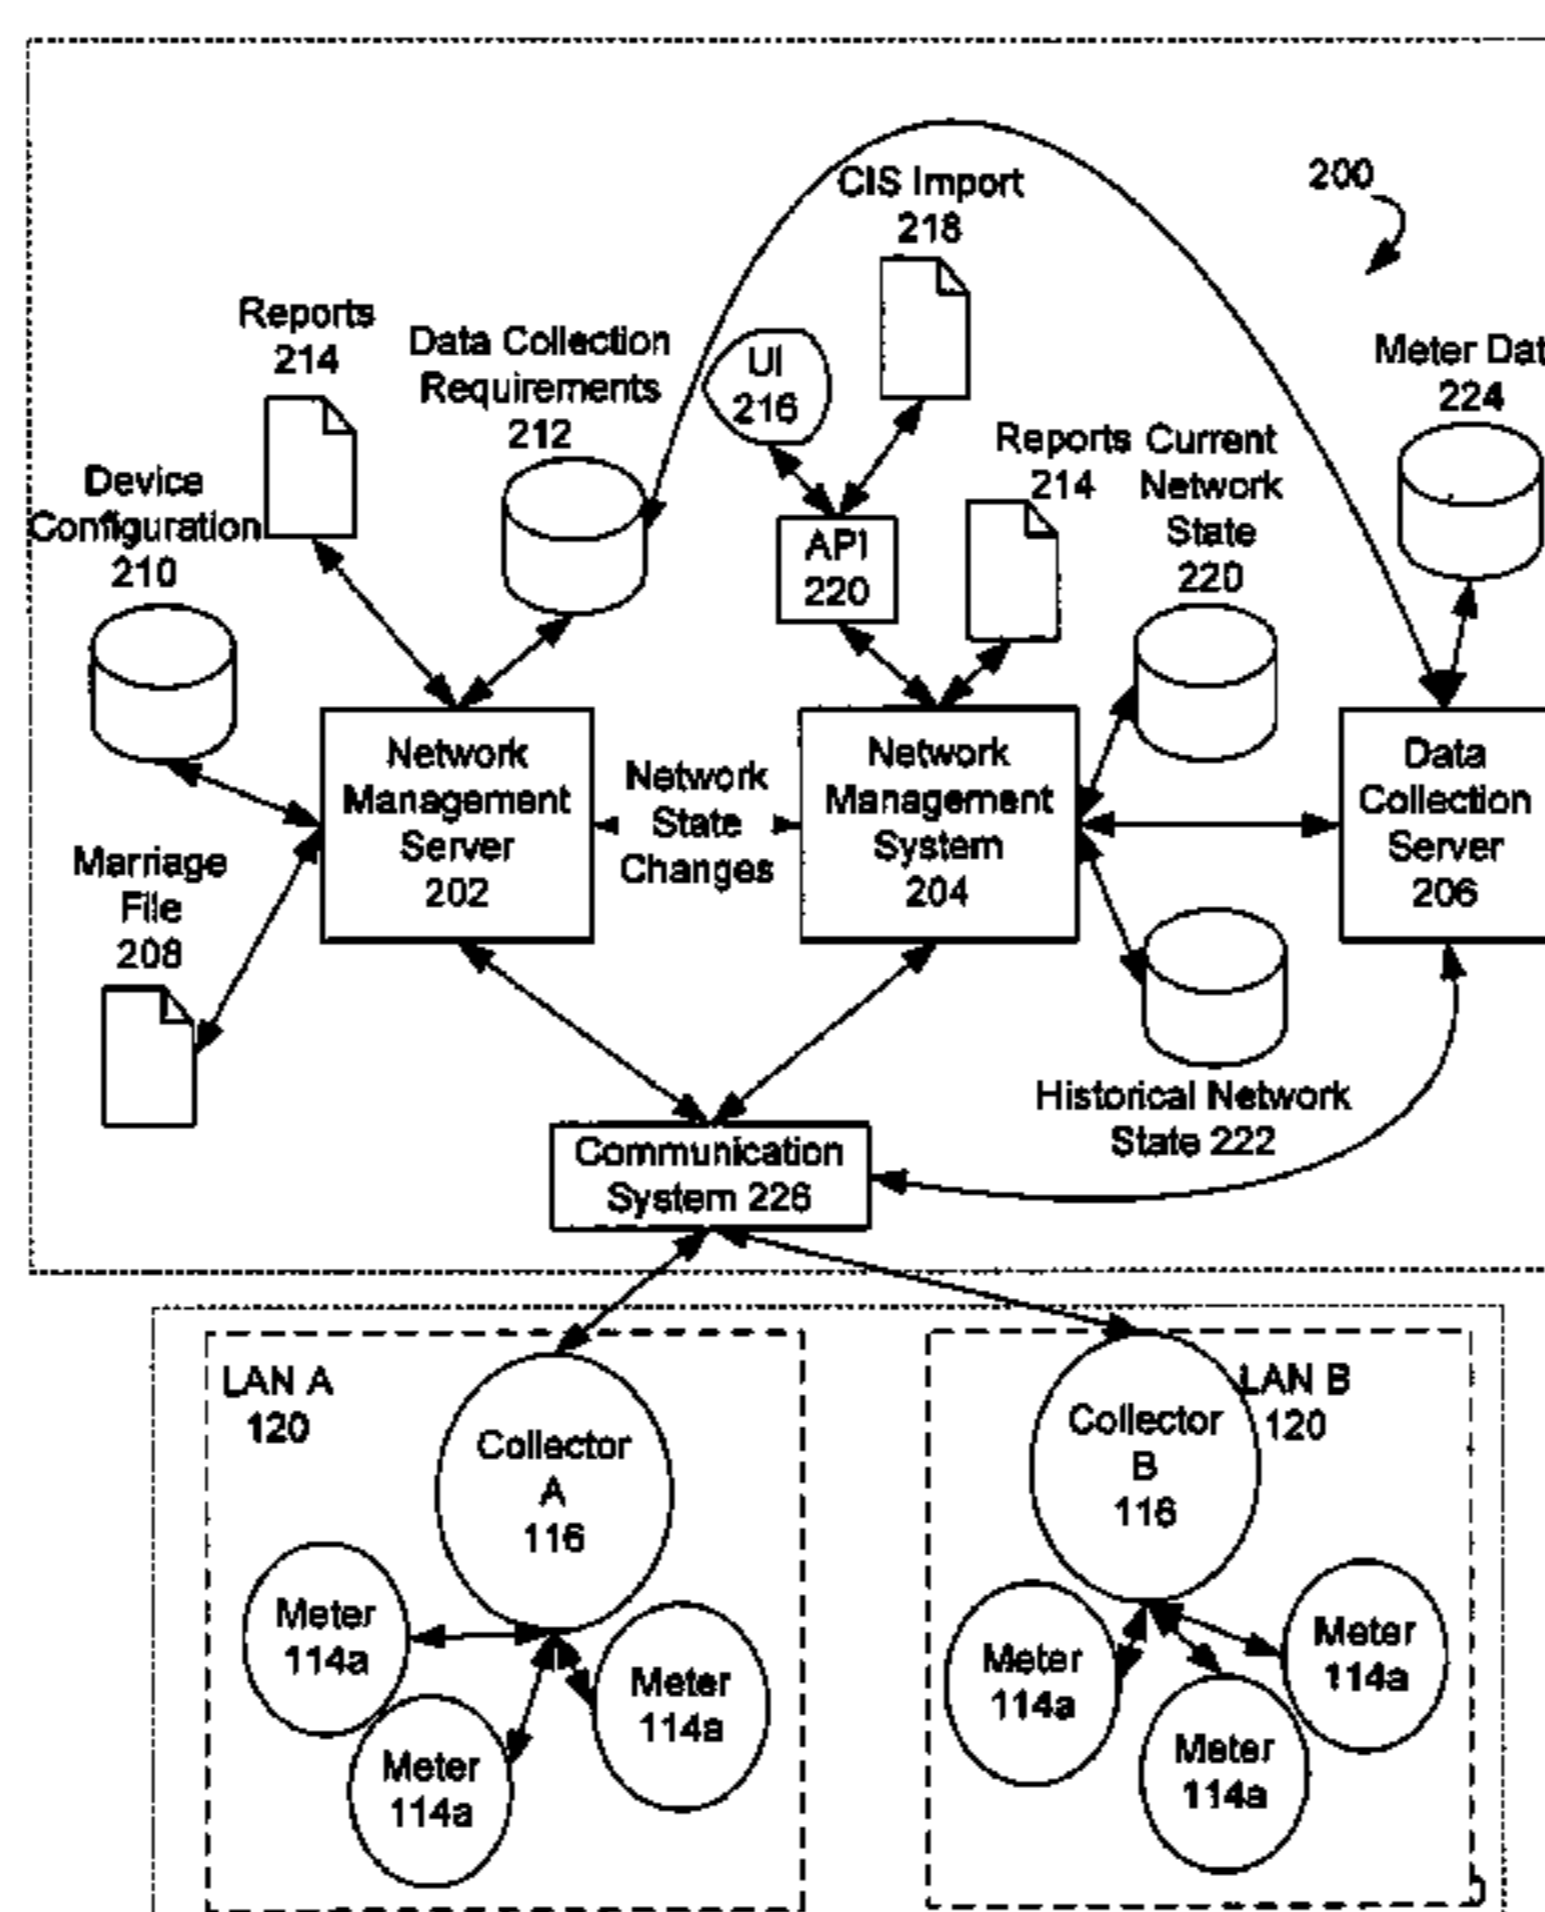 200
CIS Import
218
Reports
214
Data Collection
Requirements
212
UI
216
Meter Dat
224
Device
Configuration
210
Reports
214
Current
Network
State
220
API
220
Network
Management
Server
202
Network
State
Changes
Network
Management
System
204
Data
Collection
Server
206
Marriage
File
208
Historical Network
State 222
Communication
System 226
LAN A
120
Collector
A
116
Meter
114a
Meter
114a
Meter
114a
LAN B
120
Collector
B
116
Meter
114a
Meter
114a
Meter
114a